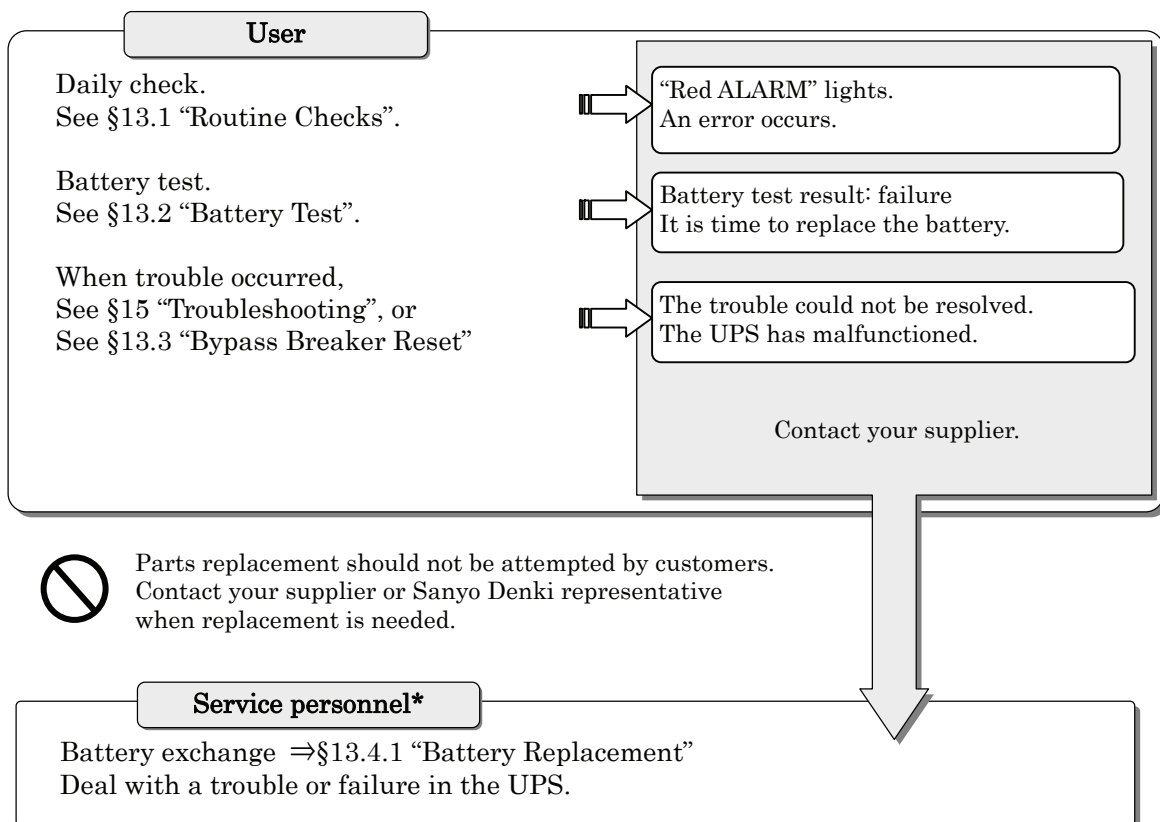 User
Daily check.
See §13.1 “Routine Checks”.
“Red ALARM” lights.
An error occurs.
Battery test.
See §13.2 “Battery Test”.
Battery test result: failure
It is time to replace the battery.
When trouble occurred,
See §15 “Troubleshooting”, or
See §13.3 “Bypass Breaker Reset”
The trouble could not be resolved.
The UPS has malfunctioned.
Contact your supplier.
Parts replacement should not be attempted by customers.
Contact your supplier or Sanyo Denki representative
when replacement is needed.
Service personnel*
Battery exchange ⇒§13.4.1 “Battery Replacement”
Deal with a trouble or failure in the UPS.